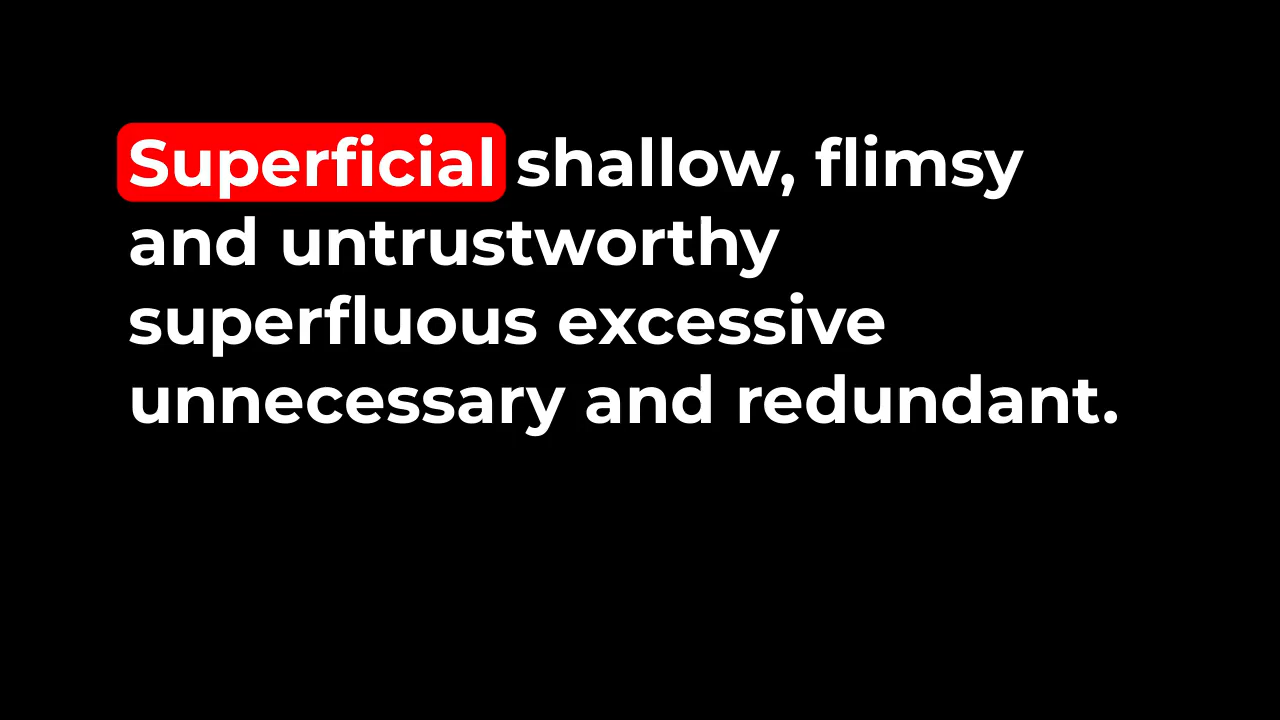 Superficial shallow, flimsy
and untrustworthy
superfluous excessive
unnecessary and redundant.